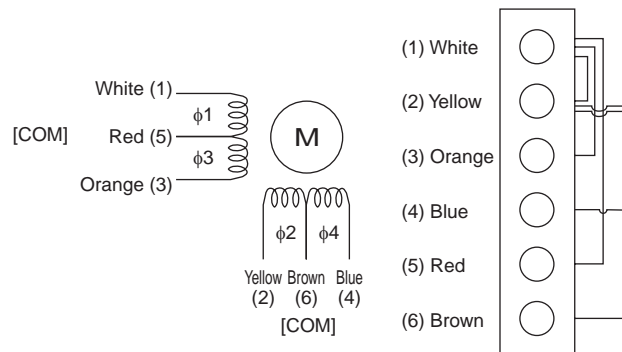 White (1)
ϕ1
[COM]
Red (5)
ϕ3
Orange (3)
M
ϕ2
ϕ4
Yellow Brown Blue
(2) (6) (4)
[COM]
(1) White
(2) Yellow
(3) Orange
(4) Blue
(5) Red
(6) Brown